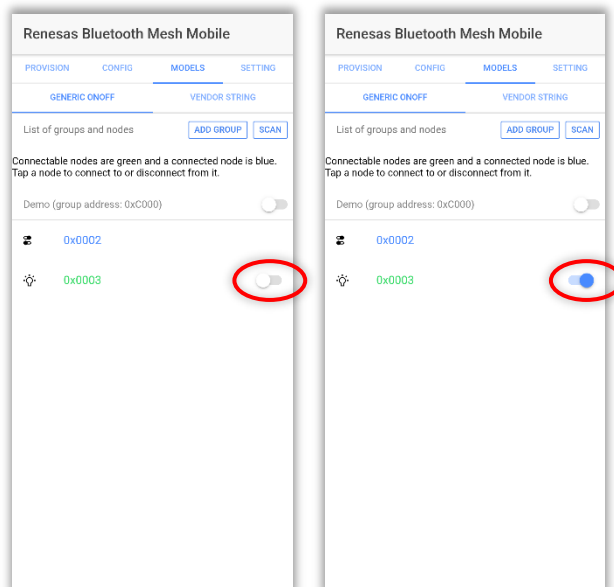 Renesas Bluetooth Mesh Mobile
PROVISION CONFIG MODELS SETTING
GENERIC ONOFF VENDOR STRING
List of groups and nodes ADD GROUP SCAN
Connectable nodes are green and a connected node is blue.
Tap a node to connect to or disconnect from it.
Demo (group address: 0xC000)
0x0002
0x0003
Renesas Bluetooth Mesh Mobile
PROVISION CONFIG MODELS SETTING
GENERIC ONOFF VENDOR STRING
List of groups and nodes ADD GROUP SCAN
Connectable nodes are green and a connected node is blue.
Tap a node to connect to or disconnect from it.
Demo (group address: 0xC000)
0x0002
0x0003